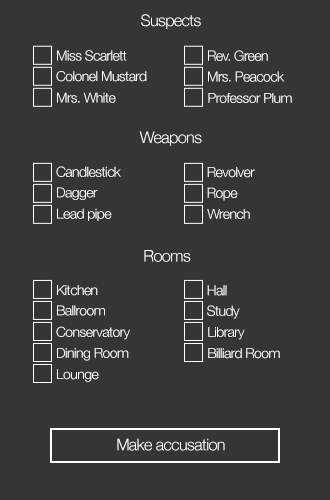 Suspects
Miss Scarlett
Rev. Green
Colonel Mustard
Mrs. Peacock
Mrs. White
Professor Plum
Weapons
Candlestick
Revolver
Dagger
Rope
Lead pipe
Wrench
Rooms
Kitchen
Hall
Ballroom
Study
Conservatory
Library
Dining Room
Billiard Room
Lounge
Make accusation